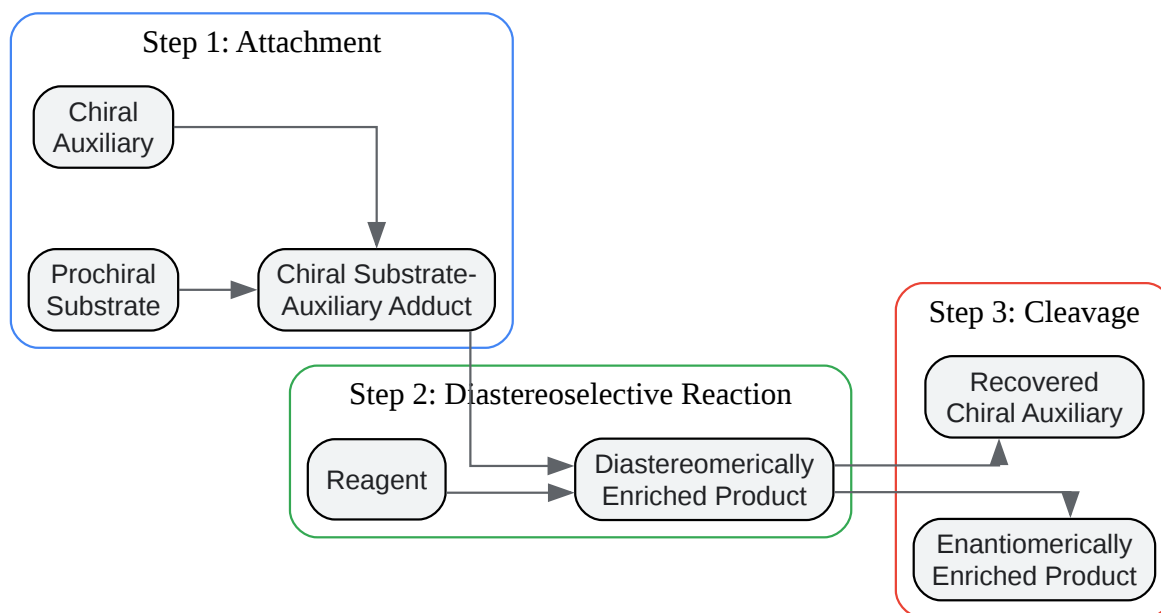 Step 1: Attachment
Chiral
Auxiliary
Prochiral
Substrate
Chiral Substrate-
Auxiliary Adduct
Step 2: Diastereoselective Reaction
Reagent
Diastereomerically
Enriched Product
Step 3: Cleavage
Recovered
Chiral Auxiliary
Enantiomerically
Enriched Product